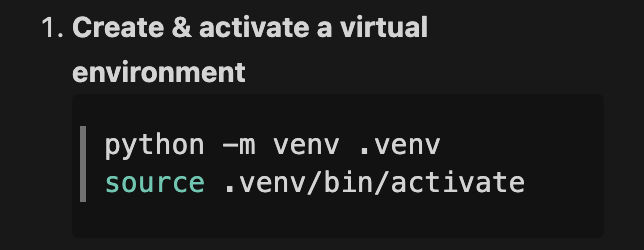 1. Create & activate a virtual
environment
python -m venv .venv
source .venv/bin/activate